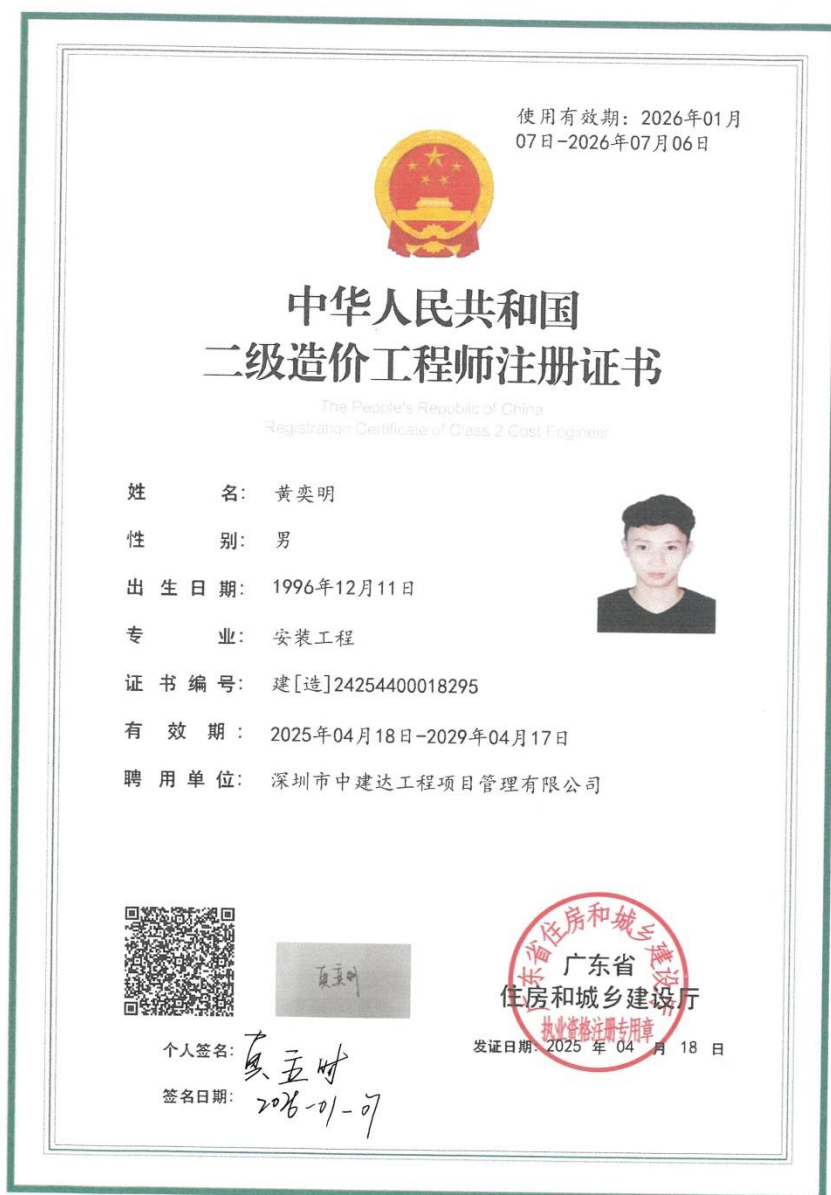 使用有效期：2026年01月
07日-2026年07月06日
中华人民共和国
二级造价工程师注册证书
The People's Republic of China
Registration Certificate of Class 2 Cost Engineer
姓名：黄奕明
性别：男
出生日期：1996年12月11日
专业：安装工程
证书编号：建[造]24254400018295
有效期：2025年04月18日-2029年04月17日
聘用单位：深圳市中建达工程项目管理有限公司
广东省住房和城乡建设厅
广东省
住房和城乡建设厅
执业资格注册专用章
个人签名：
发证日期：2025年04月18日
签名日期：2026-01-07